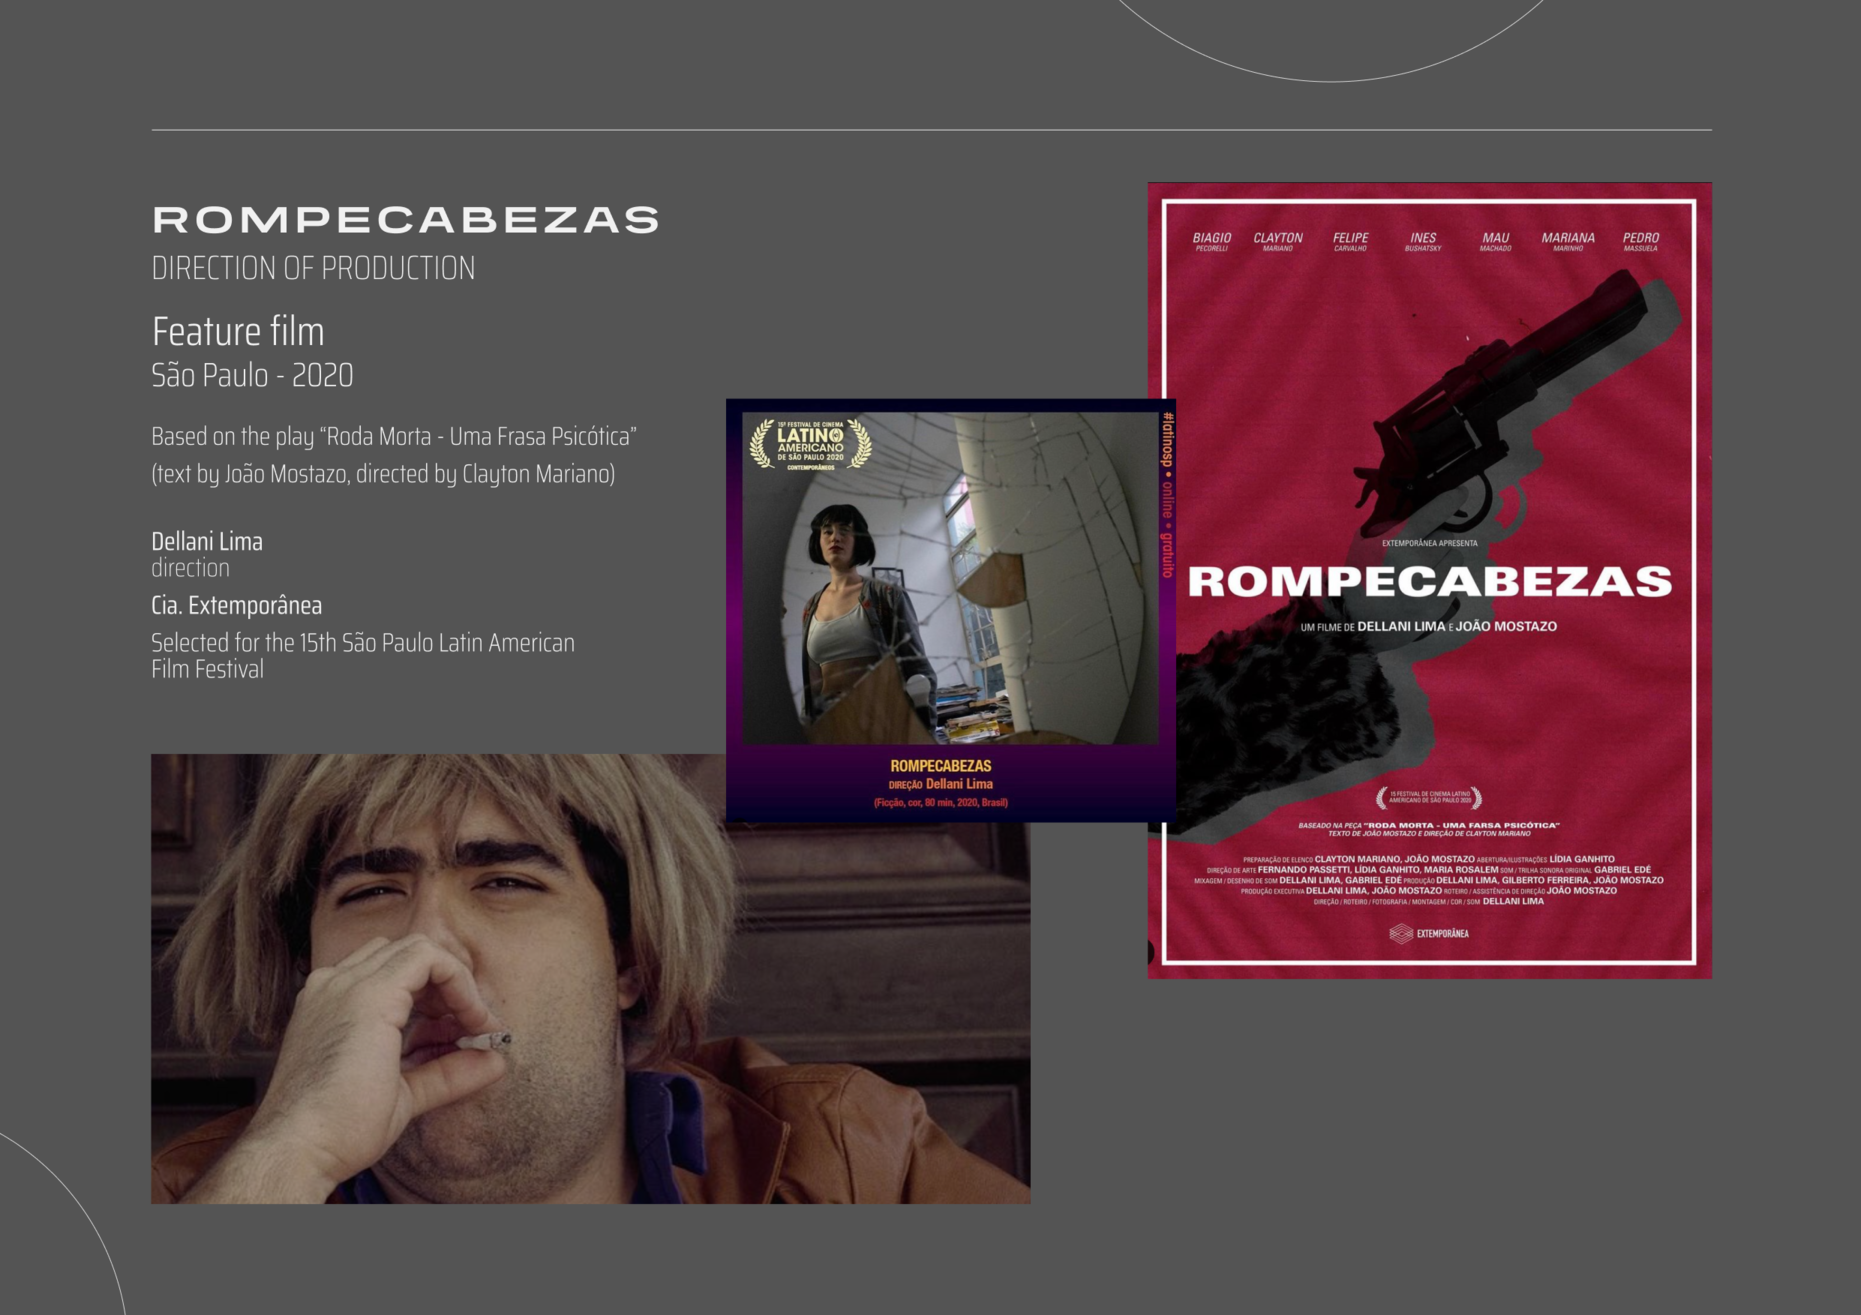 ROMPECABEZAS
DIRECTION OF PRODUCTION
Feature film
São Paulo - 2020
Based on the play “Roda Morta - Uma Frasa Psicótica”
(text by João Mostazo, directed by Clayton Mariano)
Dellani Lima
direction
Cia. Extemporânea
Selected for the 15th São Paulo Latin American
Film Festival
15º FESTIVAL DE CINEMA
LATINO
AMERICANO
DE SÃO PAULO 2020
CONTEMPORÂNEOS
#latinosp • online • gratuito
ROMPECABEZAS
DIREÇÃO Dellani Lima
(Ficção, cor, 80 min, 2020, Brasil)
BIAGIO CLAYTON FELIPE INES MAU MARIANA PEDRO
PECORELLI MARIANO CARVALHO BUSHATSKY MACHADO MARINHO MASSUELA
EXTEMPORÂNEA APRESENTA
ROMPECABEZAS
UM FILME DE DELLANI LIMA E JOÃO MOSTAZO
15 FESTIVAL DE CINEMA LATINO
AMERICANO DE SÃO PAULO 2020
BASEADO NA PEÇA “RODA MORTA - UMA FARSA PSICÓTICA”
TEXTO DE JOÃO MOSTAZO E DIREÇÃO DE CLAYTON MARIANO
PREPARAÇÃO DE ELENCO CLAYTON MARIANO, JOÃO MOSTAZO ABERTURA/ILUSTRAÇÕES LÍDIA GANHITO
DIREÇÃO DE ARTE FERNANDO PASSETTI, LÍDIA GANHITO, MARIA ROSALEM SOM / TRILHA SONORA ORIGINAL GABRIEL EDÉ
MIXAGEM / DESENHO DE SOM DELLANI LIMA, GABRIEL EDÉ PRODUÇÃO DELLANI LIMA, GILBERTO FERREIRA, JOÃO MOSTAZO
PRODUÇÃO EXECUTIVA DELLANI LIMA, JOÃO MOSTAZO ROTEIRO / ASSISTÊNCIA DE DIREÇÃO JOÃO MOSTAZO
DIREÇÃO / ROTEIRO / FOTOGRAFIA / MONTAGEM / COR / SOM DELLANI LIMA
EXTEMPORÂNEA